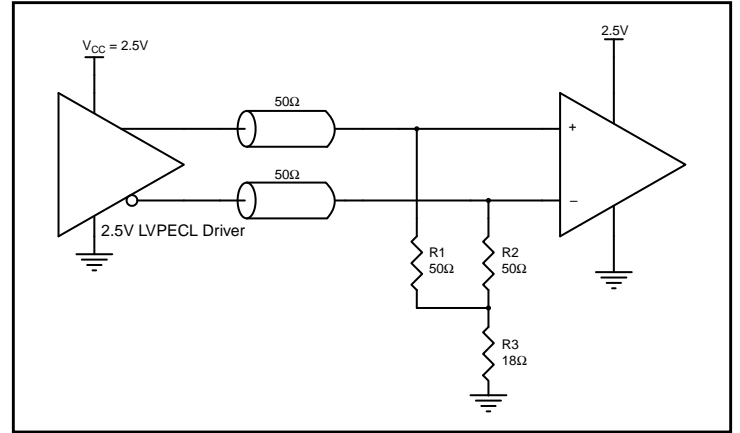 2.5V
V_CC = 2.5V
50Ω
+
50Ω
–
2.5V LVPECL Driver
R1
50Ω
R2
50Ω
R3
18Ω